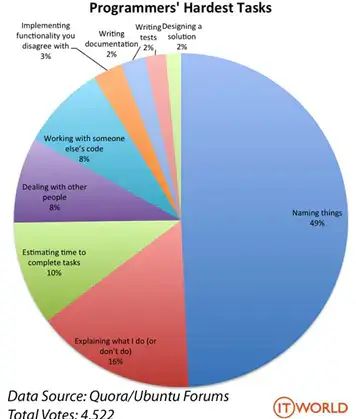 Programmers' Hardest Tasks
Implementing
functionality you
disagree with
3%
Writing
documentation
2%
Writing
tests
2%
Designing a
solution
2%
Working with someone
else's code
8%
Dealing with other
people
8%
Naming things
49%
Estimating time to
complete tasks
10%
Explaining what I do (or
don't do)
16%
Data Source: Quora/Ubuntu Forums
Total Votes: 4,522
ITWORLD